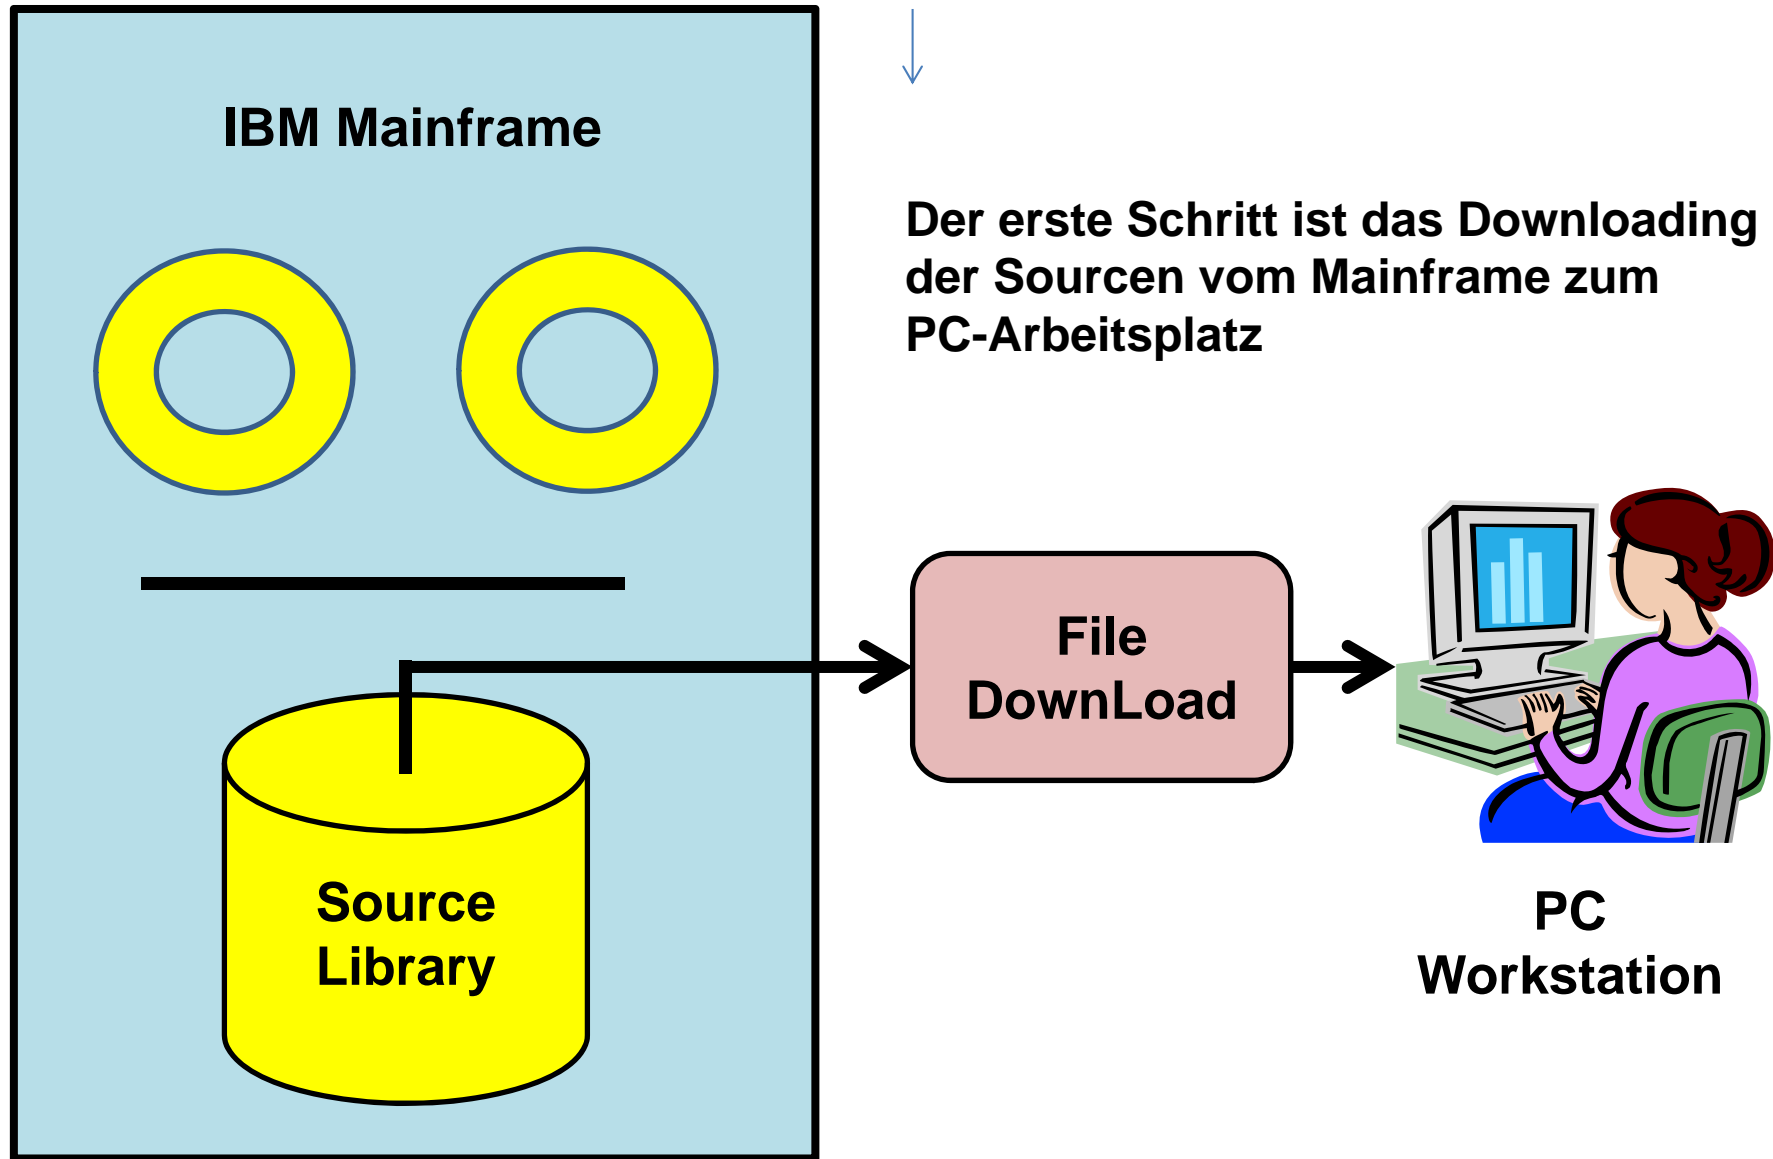 IBM Mainframe
Der erste Schritt ist das Downloading
der Sourcen vom Mainframe zum
PC-Arbeitsplatz
File
DownLoad
Source
Library
PC
Workstation